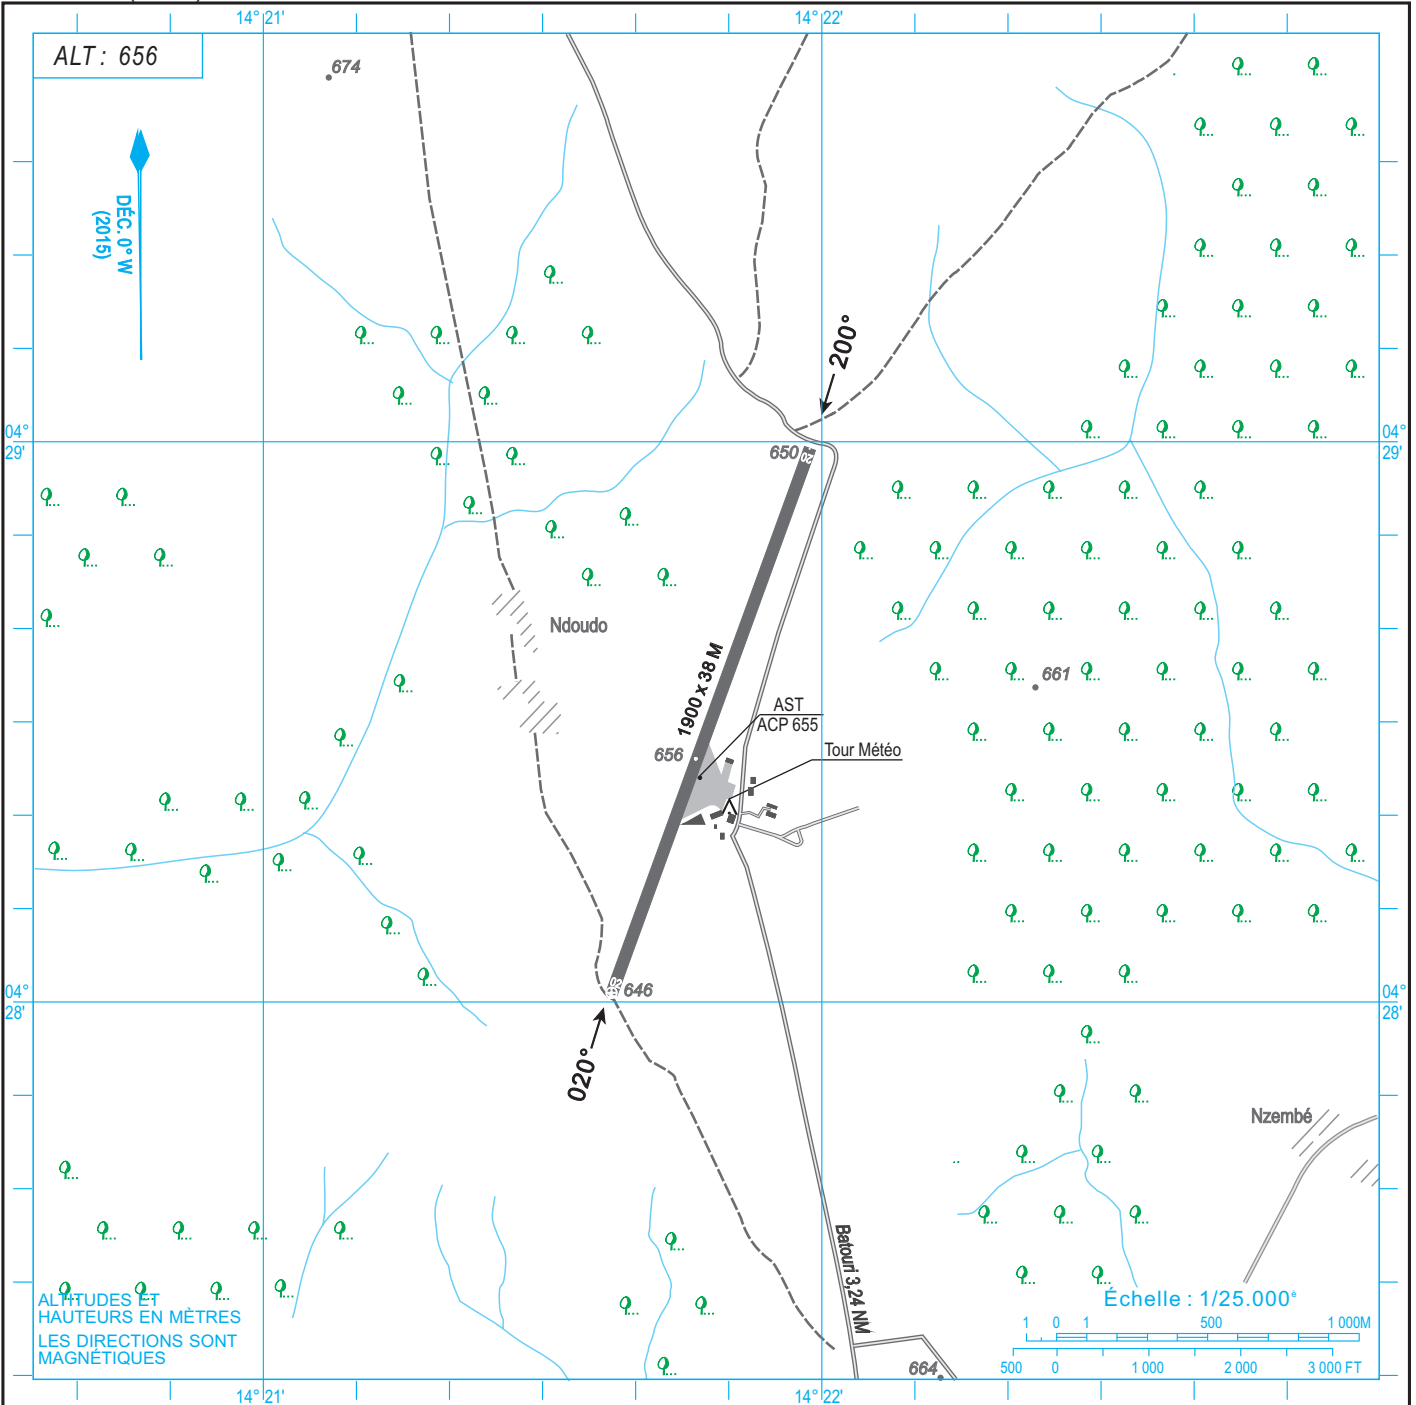 14° 21'
14° 22'
ALT : 656
674
DÉC. 0° W
(2015)
200°
04°
29'
04°
29'
650
20
Ndoudo
1900 x 38 M
661
AST
ACP 655
656
Tour Météo
02
646
04°
28'
04°
28'
020°
Nzembé
Batouri 3,24 NM
ALTITUDES ET
HAUTEURS EN MÈTRES
LES DIRECTIONS SONT
MAGNÉTIQUES
Échelle : 1/25.000è
1 0 1 500 1 000M
500 0 1 000 2 000 3 000 FT
664
14° 21'
14° 22'